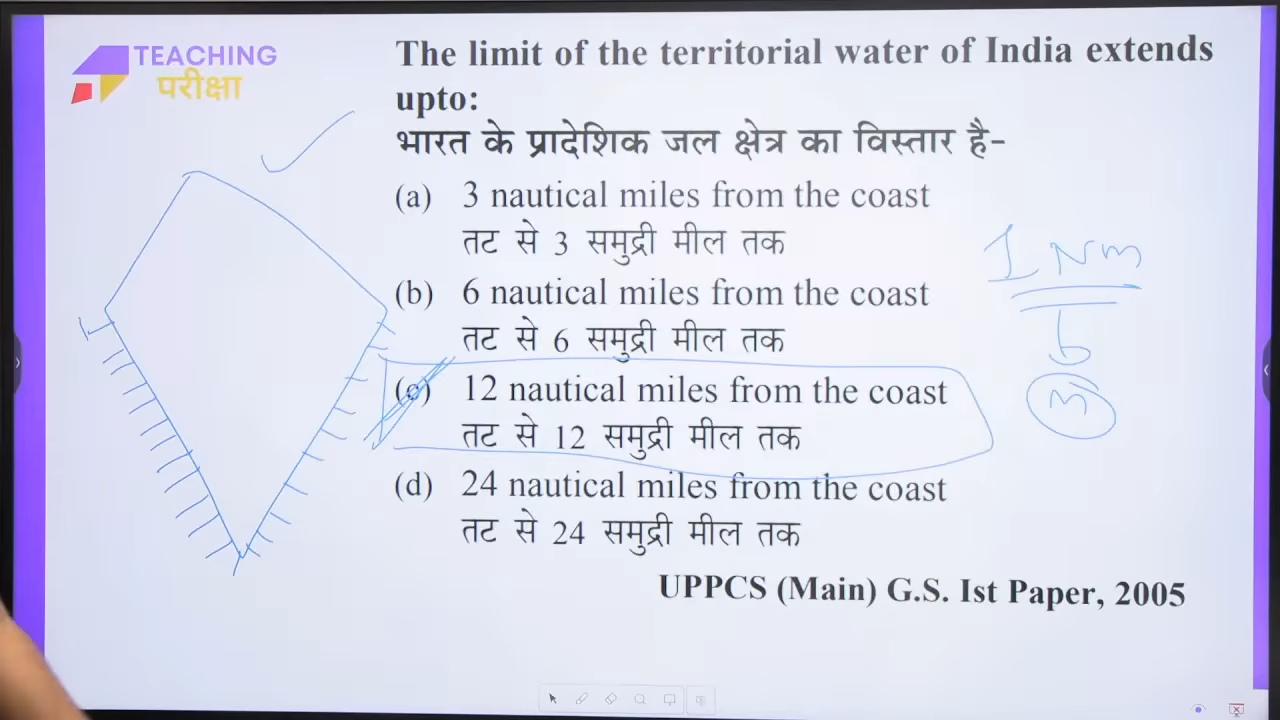 TEACHING
परीक्षा
The limit of the territorial water of India extends
upto:
भारत के प्रादेशिक जल क्षेत्र का विस्तार है-
(a) 3 nautical miles from the coast
तट से 3 समुद्री मील तक
(b) 6 nautical miles from the coast
तट से 6 समुद्री मील तक
(c) 12 nautical miles from the coast
तट से 12 समुद्री मील तक
(d) 24 nautical miles from the coast
तट से 24 समुद्री मील तक
UPPCS (Main) G.S. Ist Paper, 2005
1 Nm